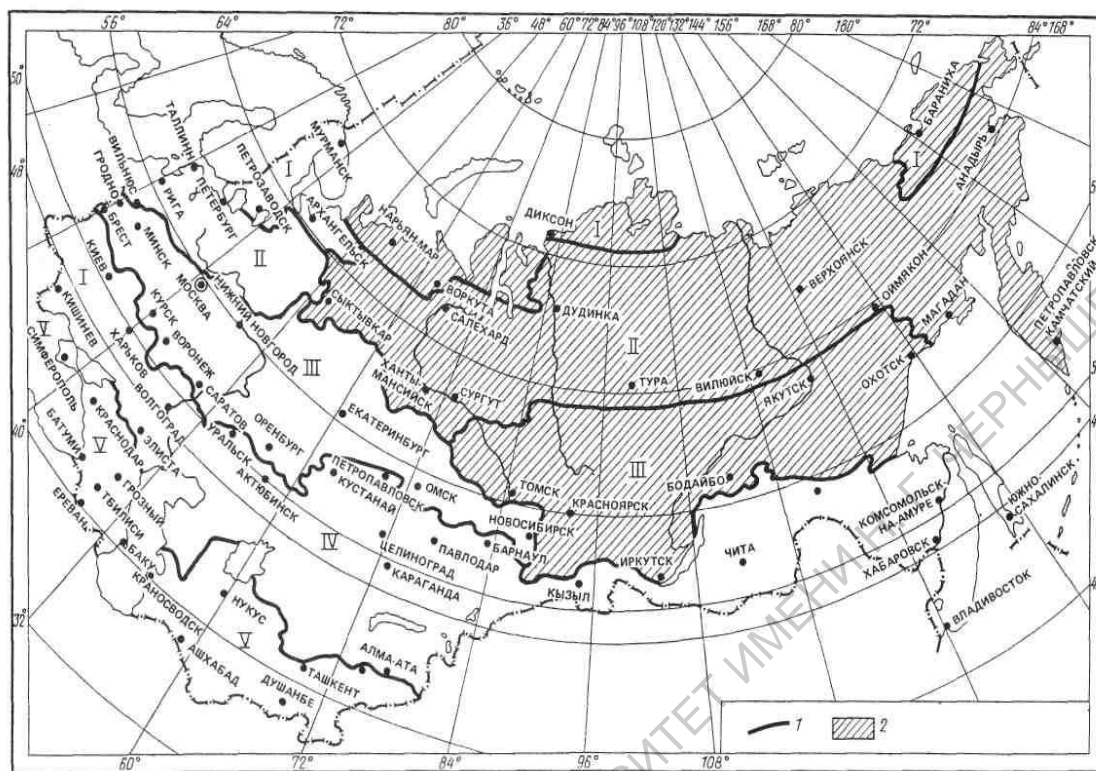 56° 64° 72° 80° 36° 48° 60° 72° 84° 96° 108° 120° 132° 144° 156° 168° 80° 180° 72° 84° 168°
50°
48°
40°
32°
60° 72° 84° 96° 108°
МУРМАНСК
ТАЛЛИНН
ПЕТЕРБУРГ
ПЕТРОЗАВОДСК
АРХАНГЕЛЬСК
РИГА
ВИЛЬНЮС
ГРОДНО
БРЕСТ
МИНСК
МОСКВА
НИЖНИЙ НОВГОРОД
КИЕВ
КУРСК
ВОРОНЕЖ
КИШИНЕВ
ХАРЬКОВ
СИМФЕРОПОЛЬ
ВОЛГОГРАД
САРАТОВ
УРАЛЬСК
ОРЕНБУРГ
АКТЮБИНСК
КРАСНОДАР
ЭЛИСТА
БАТУМИ
ГРОЗНЫЙ
ТБИЛИСИ
ЕРЕВАН
БАКУ
КРАСНОВОДСК
НУКУС
АШХАБАД
ДУШАНБЕ
ТАШКЕНТ
АЛМА-АТА
НАРЬЯН-МАР
ВОРКУТА
САЛЕХАРД
СЫКТЫВКАР
ХАНТЫ-
МАНСИЙСК
СУРГУТ
ЕКАТЕРИНБУРГ
ПЕТРОПАВЛОВСК
КУСТАНАЙ
ОМСК
ТОМСК
НОВОСИБИРСК
БАРНАУЛ
ПАВЛОДАР
ЦЕЛИНОГРАД
КАРАГАНДА
КРАСНОЯРСК
КЫЗЫЛ
ИРКУТСК
ЧИТА
БОДАЙБО
ДИКСОН
ДУДИНКА
ТУРА
ВИЛЮЙСК
ЯКУТСК
ВЕРХОЯНСК
ОЙМЯКОН
МАГАДАН
ОХОТСК
БАРАНИХА
АНАДЫРЬ
ПЕТРОПАВЛОВСК
КАМЧАТСКИЙ
КОМСОМОЛЬСК
НА АМУРЕ
ХАБАРОВСК
ЮЖНО-
САХАЛИНСК
ВЛАДИВОСТОК
I
I
I
I
II
II
III
III
IV
V
V
V
1
2
РИТЕТ ИМЕНИ Н.Г. ЧЕРНЫШЕ